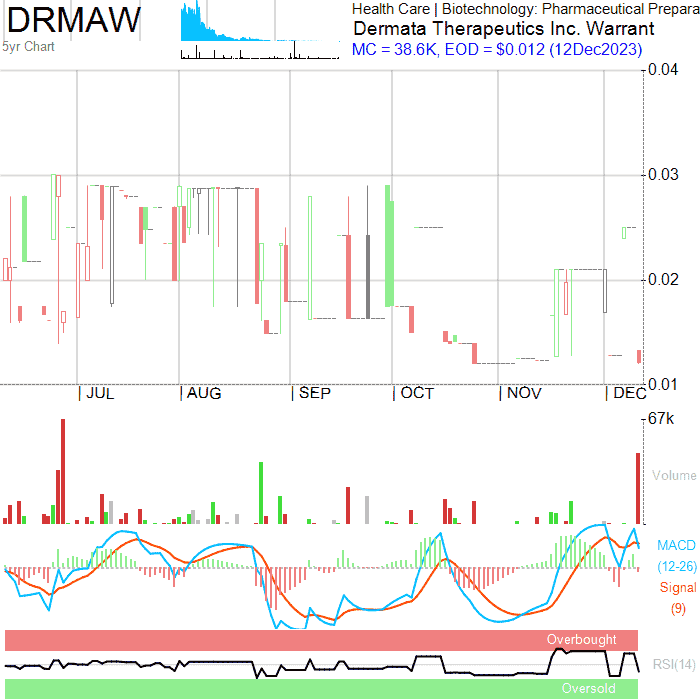 DRMAW
5yr Chart
Health Care | Biotechnology: Pharmaceutical Prepara
Dermata Therapeutics Inc. Warrant
MC = 38.6K, EOD = $0.012 (12Dec2023)
0.04
0.03
0.02
0.01
| JUL | AUG | SEP | OCT | NOV | DEC
67k
Volume
MACD
(12-26)
Signal
(9)
Overbought
RSI(14)
Oversold